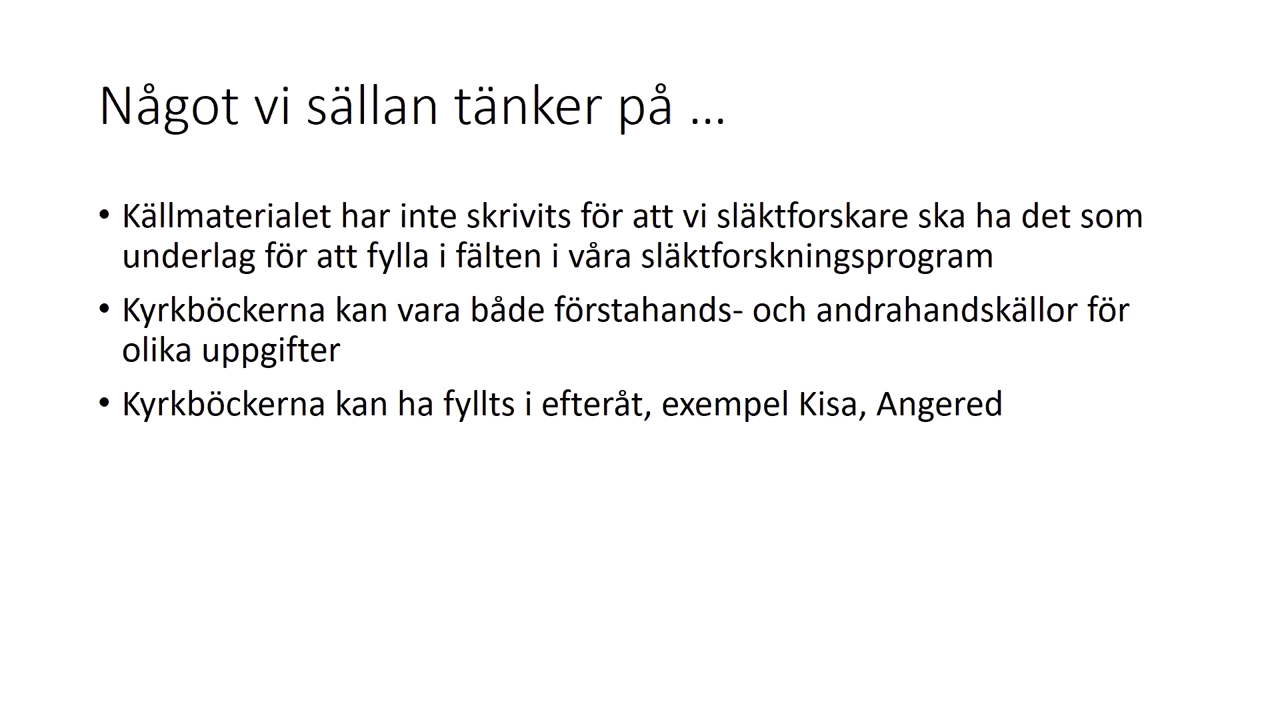 Något vi sällan tänker på …
• Källmaterialet har inte skrivits för att vi släktforskare ska ha det som
underlag för att fylla i fälten i våra släktforskningsprogram
• Kyrkböckerna kan vara både förstahands- och andrahandskällor för
olika uppgifter
• Kyrkböckerna kan ha fyllts i efteråt, exempel Kisa, Angered